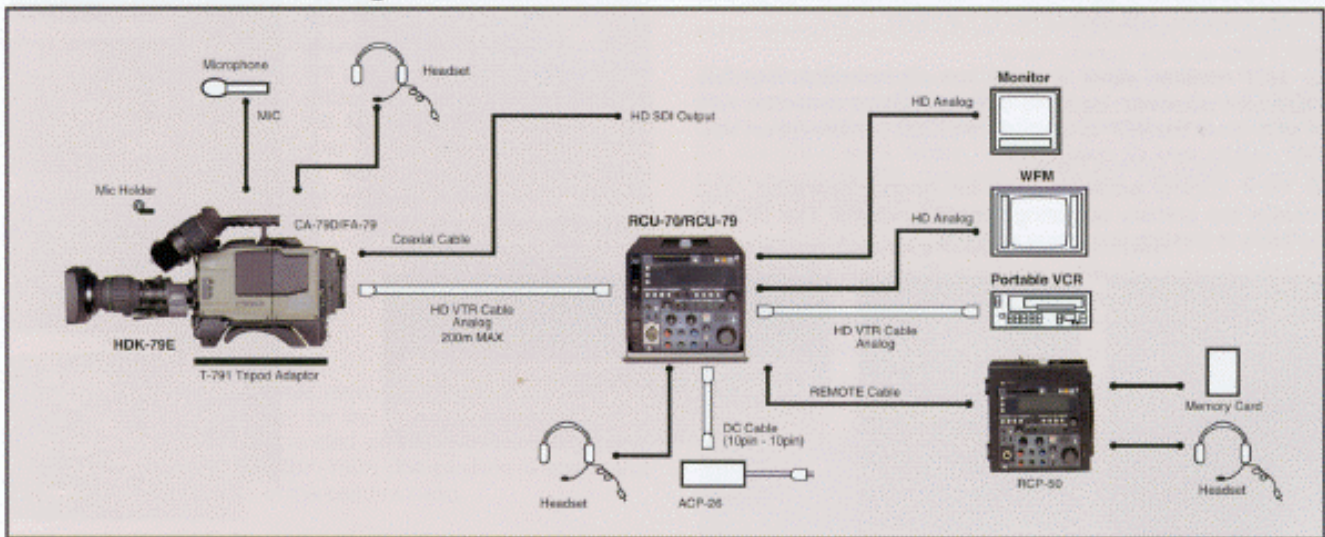 Microphone
MIC
Headset
HD SDI Output
HD Analog
Monitor
Mic Holder
CA-79D/FA-79
Coaxial Cable
RCU-70/RCU-79
HD Analog
WFM
HD VTR Cable
Analog
200m MAX
HD VTR Cable
Analog
Portable VCR
HDK-79E
T-791 Tripod Adaptor
REMOTE Cable
DC Cable
(10pin - 10pin)
Memory Card
Headset
ACP-26
RCP-50
Headset